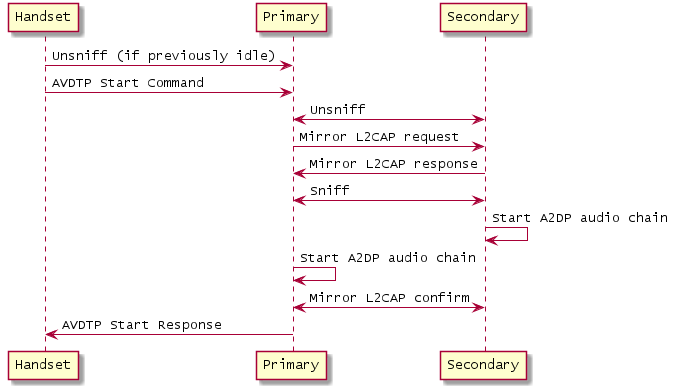 Handset Primary Secondary
Unsniff (if previously idle)
AVDTP Start Command
Unsniff
Mirror L2CAP request
Mirror L2CAP response
Sniff
Start A2DP audio chain
Start A2DP audio chain
Mirror L2CAP confirm
AVDTP Start Response
Handset Primary Secondary